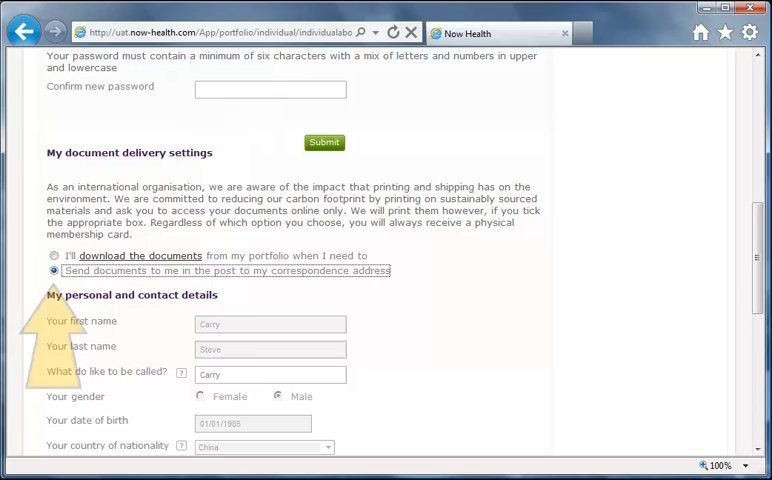 http://uat.now-health.com/App/portfolio/individual/individualabo
Now Health
Your password must contain a minimum of six characters with a mix of letters and numbers in upper
and lowercase
Confirm new password
Submit
My document delivery settings
As an international organisation, we are aware of the impact that printing and shipping has on the
environment. We are committed to reducing our carbon footprint by printing on sustainably sourced
materials and ask you to access your documents online only. We will print them however, if you tick
the appropriate box. Regardless of which option you choose, you will always receive a physical
membership card.
I'll download the documents from my portfolio when I need to
Send documents to me in the post to my correspondence address
My personal and contact details
Your first name Carry
Your last name Steve
What do like to be called? ? Carry
Your gender Female Male
Your date of birth 01/01/1985
Your country of nationality ? China
100%